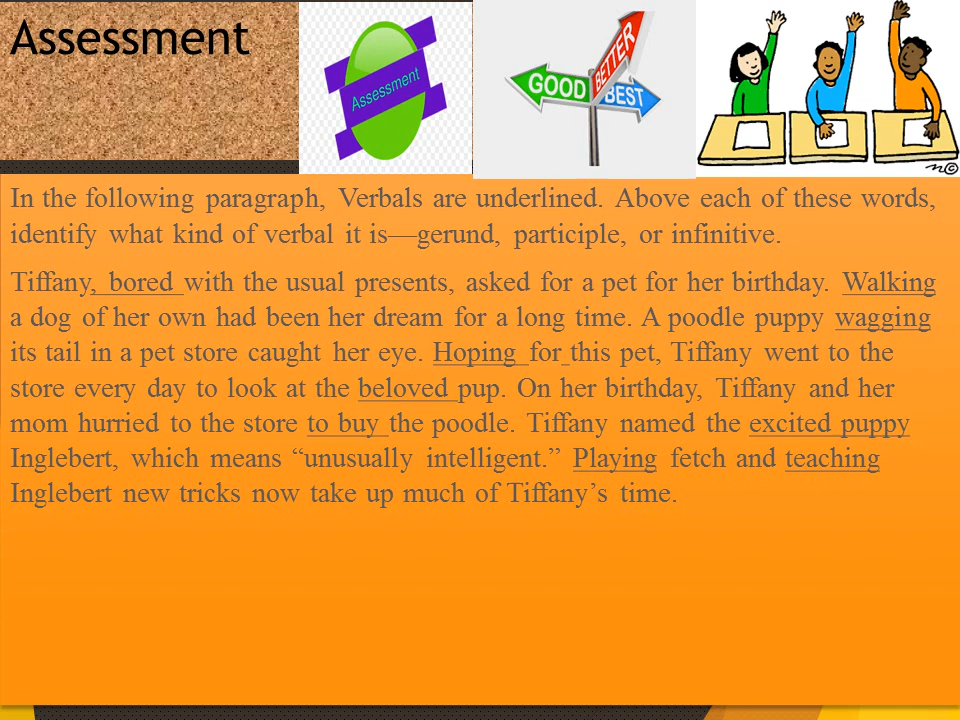 Assessment
Assessment
GOOD
BETTER
BEST
In the following paragraph, Verbals are underlined. Above each of these words,
identify what kind of verbal it is—gerund, participle, or infinitive.
Tiffany, bored with the usual presents, asked for a pet for her birthday. Walking
a dog of her own had been her dream for a long time. A poodle puppy wagging
its tail in a pet store caught her eye. Hoping for this pet, Tiffany went to the
store every day to look at the beloved pup. On her birthday, Tiffany and her
mom hurried to the store to buy the poodle. Tiffany named the excited puppy
Inglebert, which means “unusually intelligent.” Playing fetch and teaching
Inglebert new tricks now take up much of Tiffany’s time.